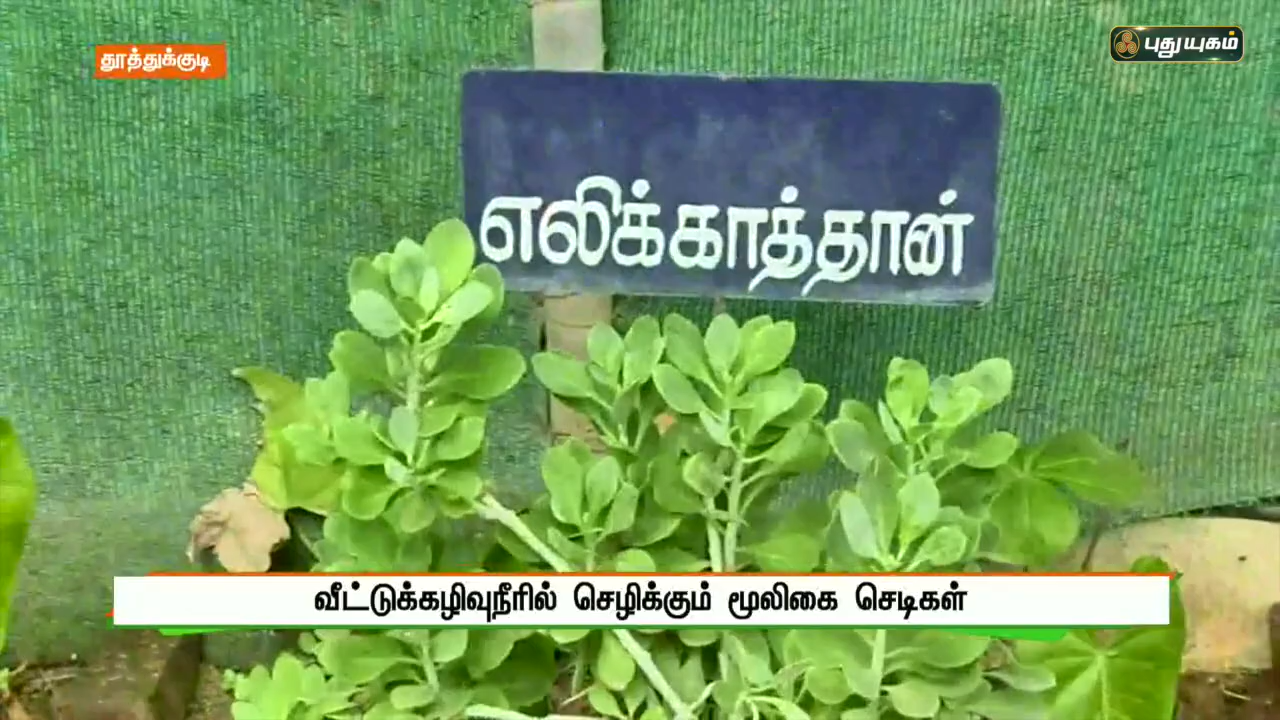 தூத்துக்குடி
புதுயுகம்
எலிக்காத்தான்
வீட்டுக்கழிவுநீரில் செழிக்கும் மூலிகை செடிகள்